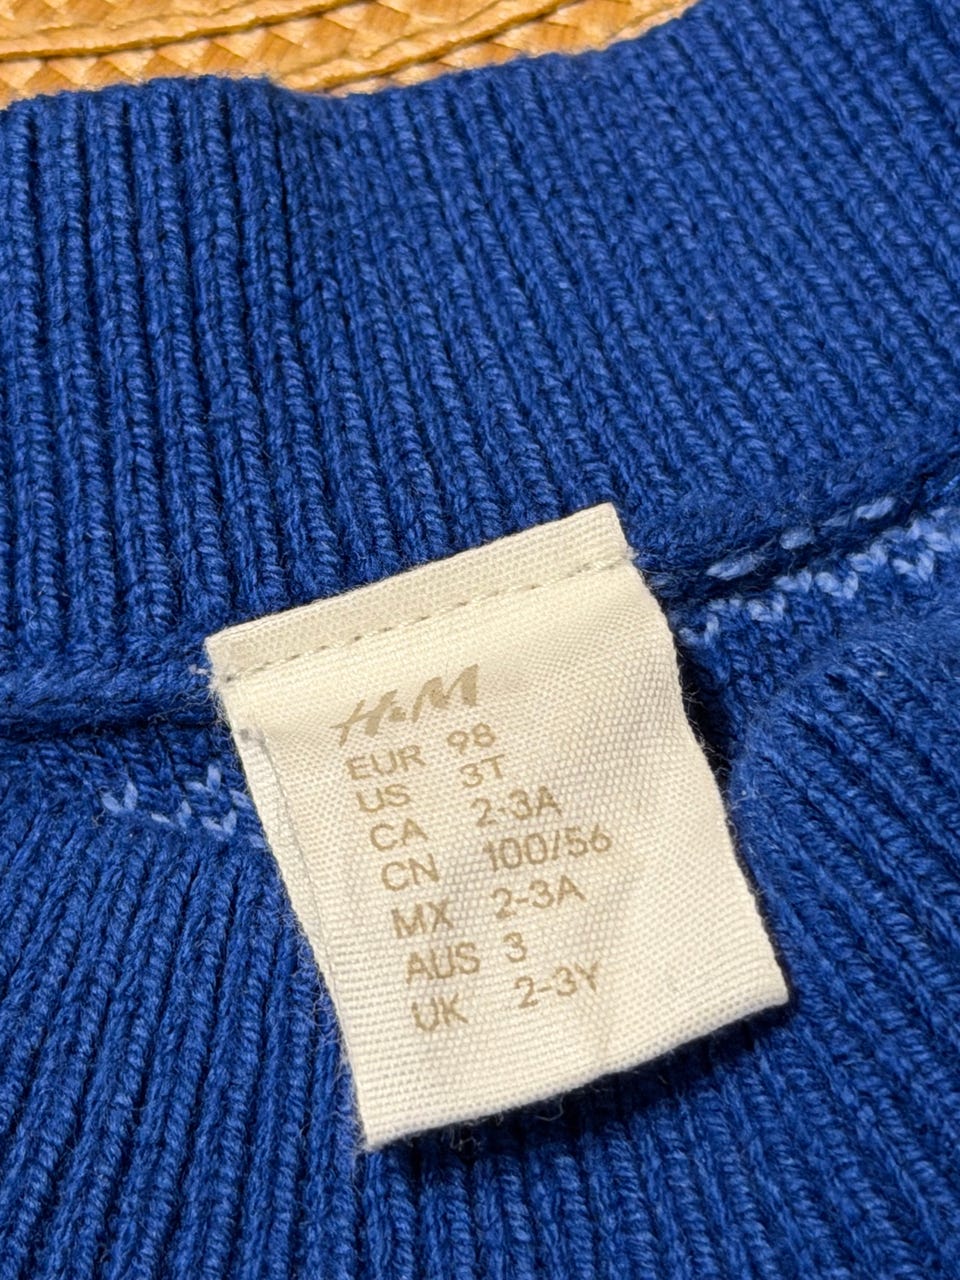 H&M
EUR 98
US 3T
CA 2-3A
CN 100/56
MX 2-3A
AUS 3
UK 2-3Y